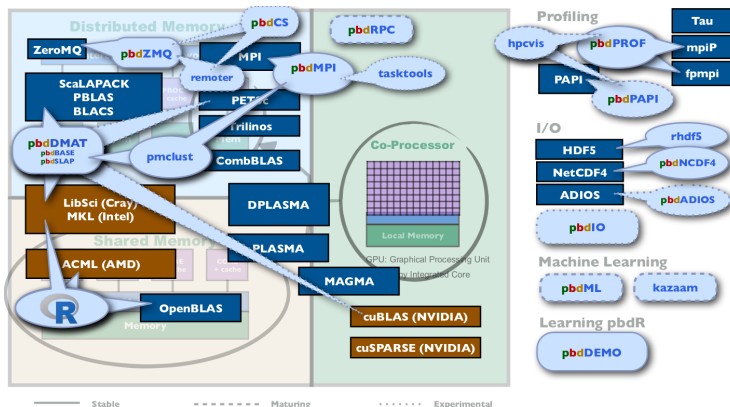 Distributed Memory
pbdCS
ZeroMQ
pbdZMQ
MPI
remoter
pbdRPC
pbdMPI
tasktools
ScaLAPACK
PBLAS
BLACS
PETSc
Trilinos
CombBLAS
pbdDMAT
pbdBASE
pbdSLAP
pmclust
Co-Processor
Local Memory
GPU: Graphical Processing Unit
by Integrated Core
LibSci (Cray)
MKL (Intel)
DPLASMA
Shared Memory
PLASMA
ACML (AMD)
MAGMA
R
OpenBLAS
Memory
cuBLAS (NVIDIA)
cuSPARSE (NVIDIA)
Profiling
Tau
hpcvis
pbdPROF
mpiP
PAPI
fpmpi
pbdPAPI
I/O
HDF5
rhdf5
NetCDF4
pbdNCDF4
ADIOS
pbdADIOS
pbdIO
Machine Learning
pbdML
kazaam
Learning pbdR
pbdDEMO
Stable
Maturing
Experimental